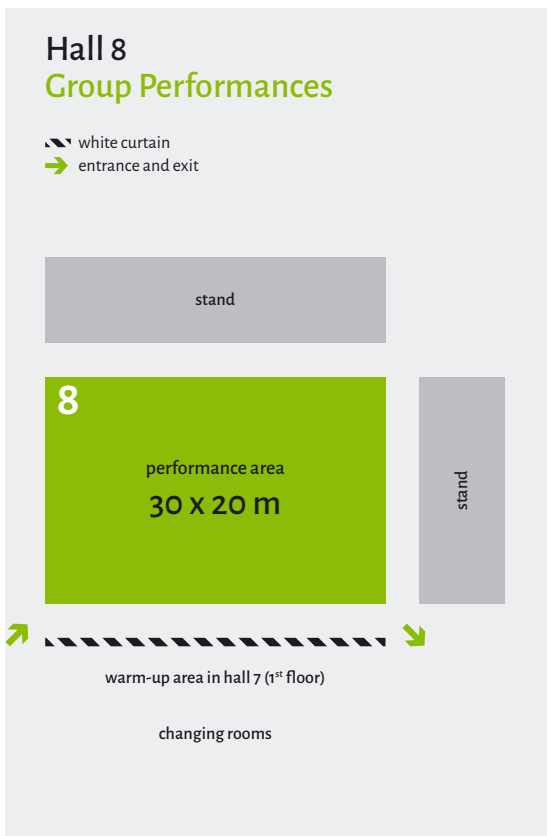 Hall 8
Group Performances
white curtain
entrance and exit
stand
8
performance area
30 x 20 m
stand
warm-up area in hall 7 (1st floor)
changing rooms